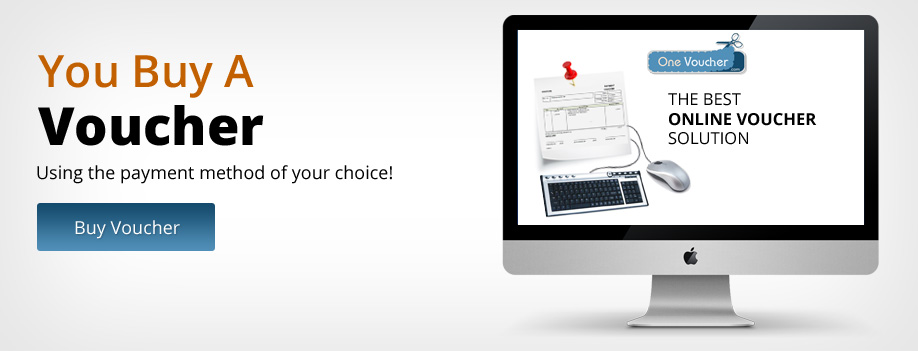 You Buy A
Voucher
Using the payment method of your choice!
Buy Voucher
One Voucher
.com
THE BEST
ONLINE VOUCHER
SOLUTION